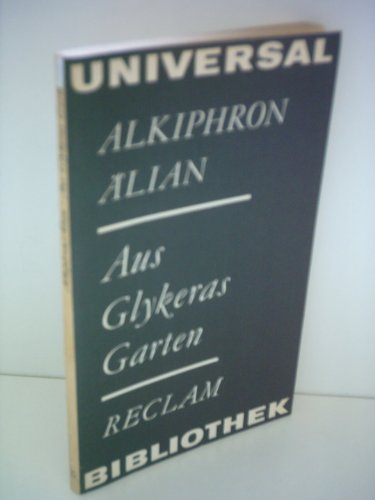 UNIVERSAL
ALKIPHRON
ÄLIAN
Aus
Glykeras
Garten
RECLAM
BIBLIOTHEK